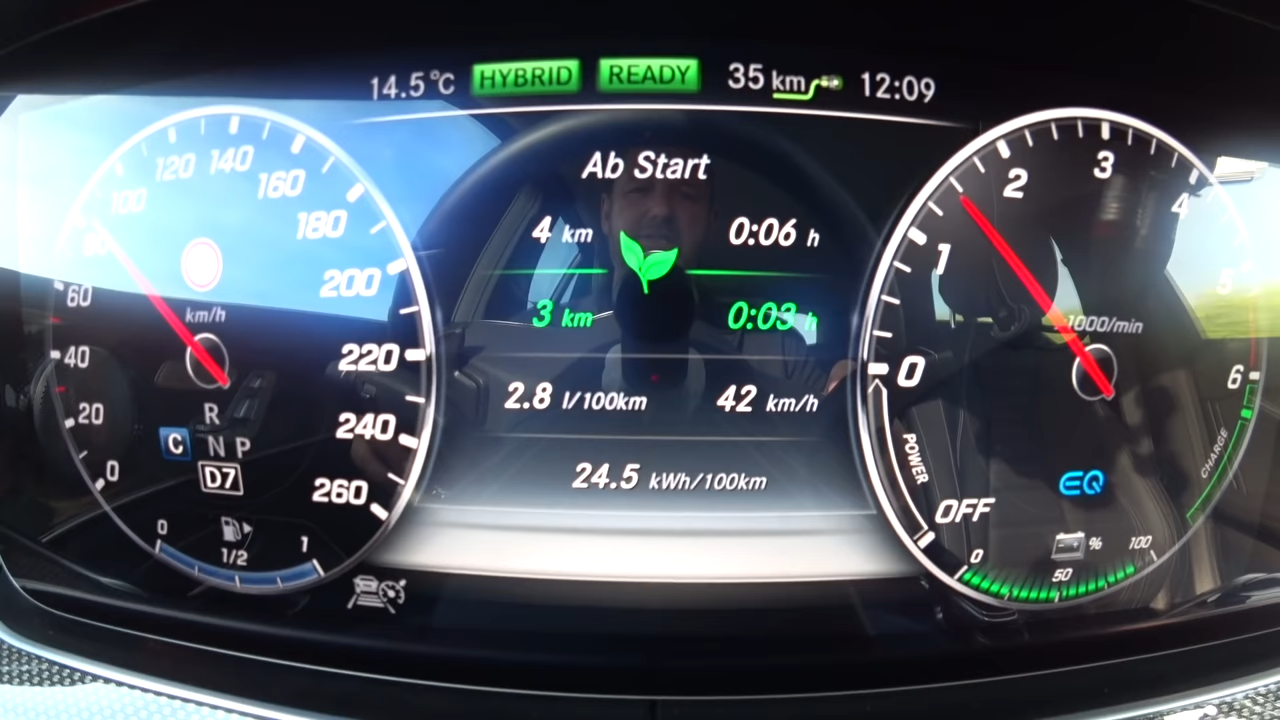 14.5°C HYBRID READY 35 km 12:09
Ab Start
4 km 0:06 h
3 km 0:03 h
2.8 l/100km 42 km/h
24.5 kWh/100km
0 20 40 60 80 100 120 140 160 180 200 220 240 260
km/h
R
C N P
D7
0 1/2 1
0 1 2 3 4 5 6
x1000/min
POWER
OFF
CHARGE
EQ
%
0 50 100